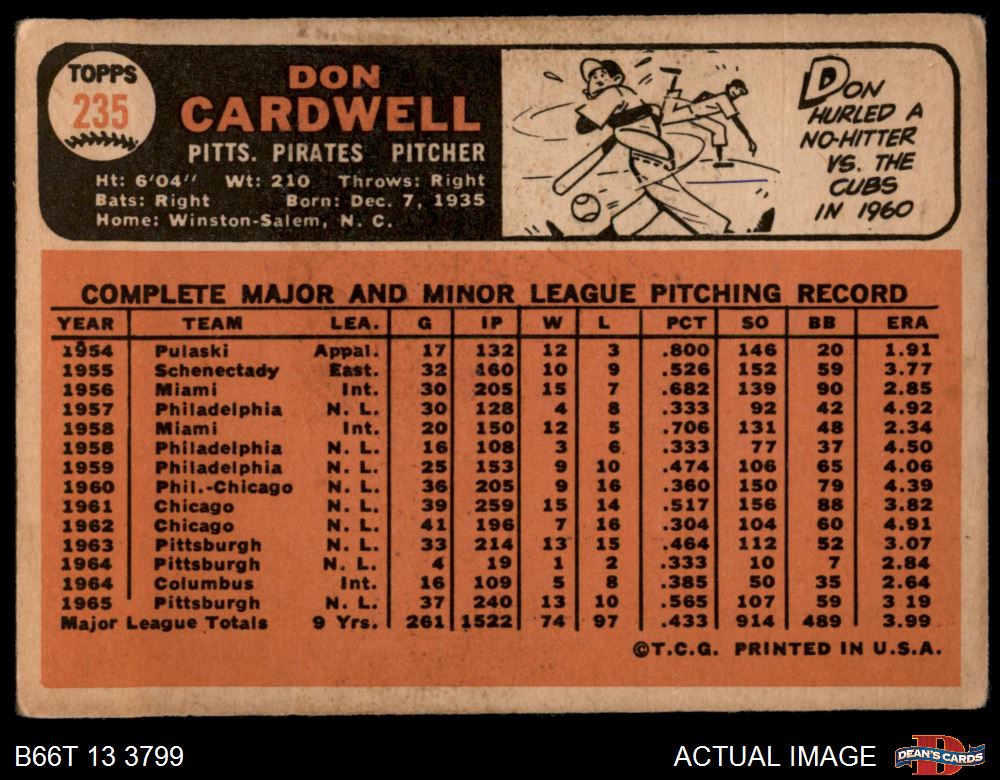 TOPPS
235
DON
CARDWELL
PITTS. PIRATES PITCHER
Ht: 6'04" Wt: 210 Throws: Right
Bats: Right Born: Dec. 7, 1935
Home: Winston-Salem, N. C.
DON
HURLED A
NO-HITTER
VS. THE
CUBS
IN 1960
COMPLETE MAJOR AND MINOR LEAGUE PITCHING RECORD
YEAR TEAM LEA. G IP W L PCT SO BB ERA
1954 Pulaski Appal. 17 132 12 3 .800 146 20 1.91
1955 Schenectady East. 32 160 10 9 .526 152 59 3.77
1956 Miami Int. 30 205 15 7 .682 139 90 2.85
1957 Philadelphia N. L. 30 128 4 8 .333 92 42 4.92
1958 Miami Int. 20 150 12 5 .706 131 48 2.34
1958 Philadelphia N. L. 16 108 3 6 .333 77 37 4.50
1959 Philadelphia N. L. 25 153 9 10 .474 106 65 4.06
1960 Phil.-Chicago N. L. 36 205 9 16 .360 150 79 4.39
1961 Chicago N. L. 39 259 15 14 .517 156 88 3.82
1962 Chicago N. L. 41 196 7 16 .304 104 60 4.91
1963 Pittsburgh N. L. 33 214 13 15 .464 112 52 3.07
1964 Pittsburgh N. L. 4 19 1 2 .333 10 7 2.84
1964 Columbus Int. 16 109 5 8 .385 50 35 2.64
1965 Pittsburgh N. L. 37 240 13 10 .565 107 59 3 19
Major League Totals 9 Yrs. 261 1522 74 97 .433 914 489 3.99
©T.C.G. PRINTED IN U.S.A.
B66T 13 3799
ACTUAL IMAGE
DEAN'S CARDS